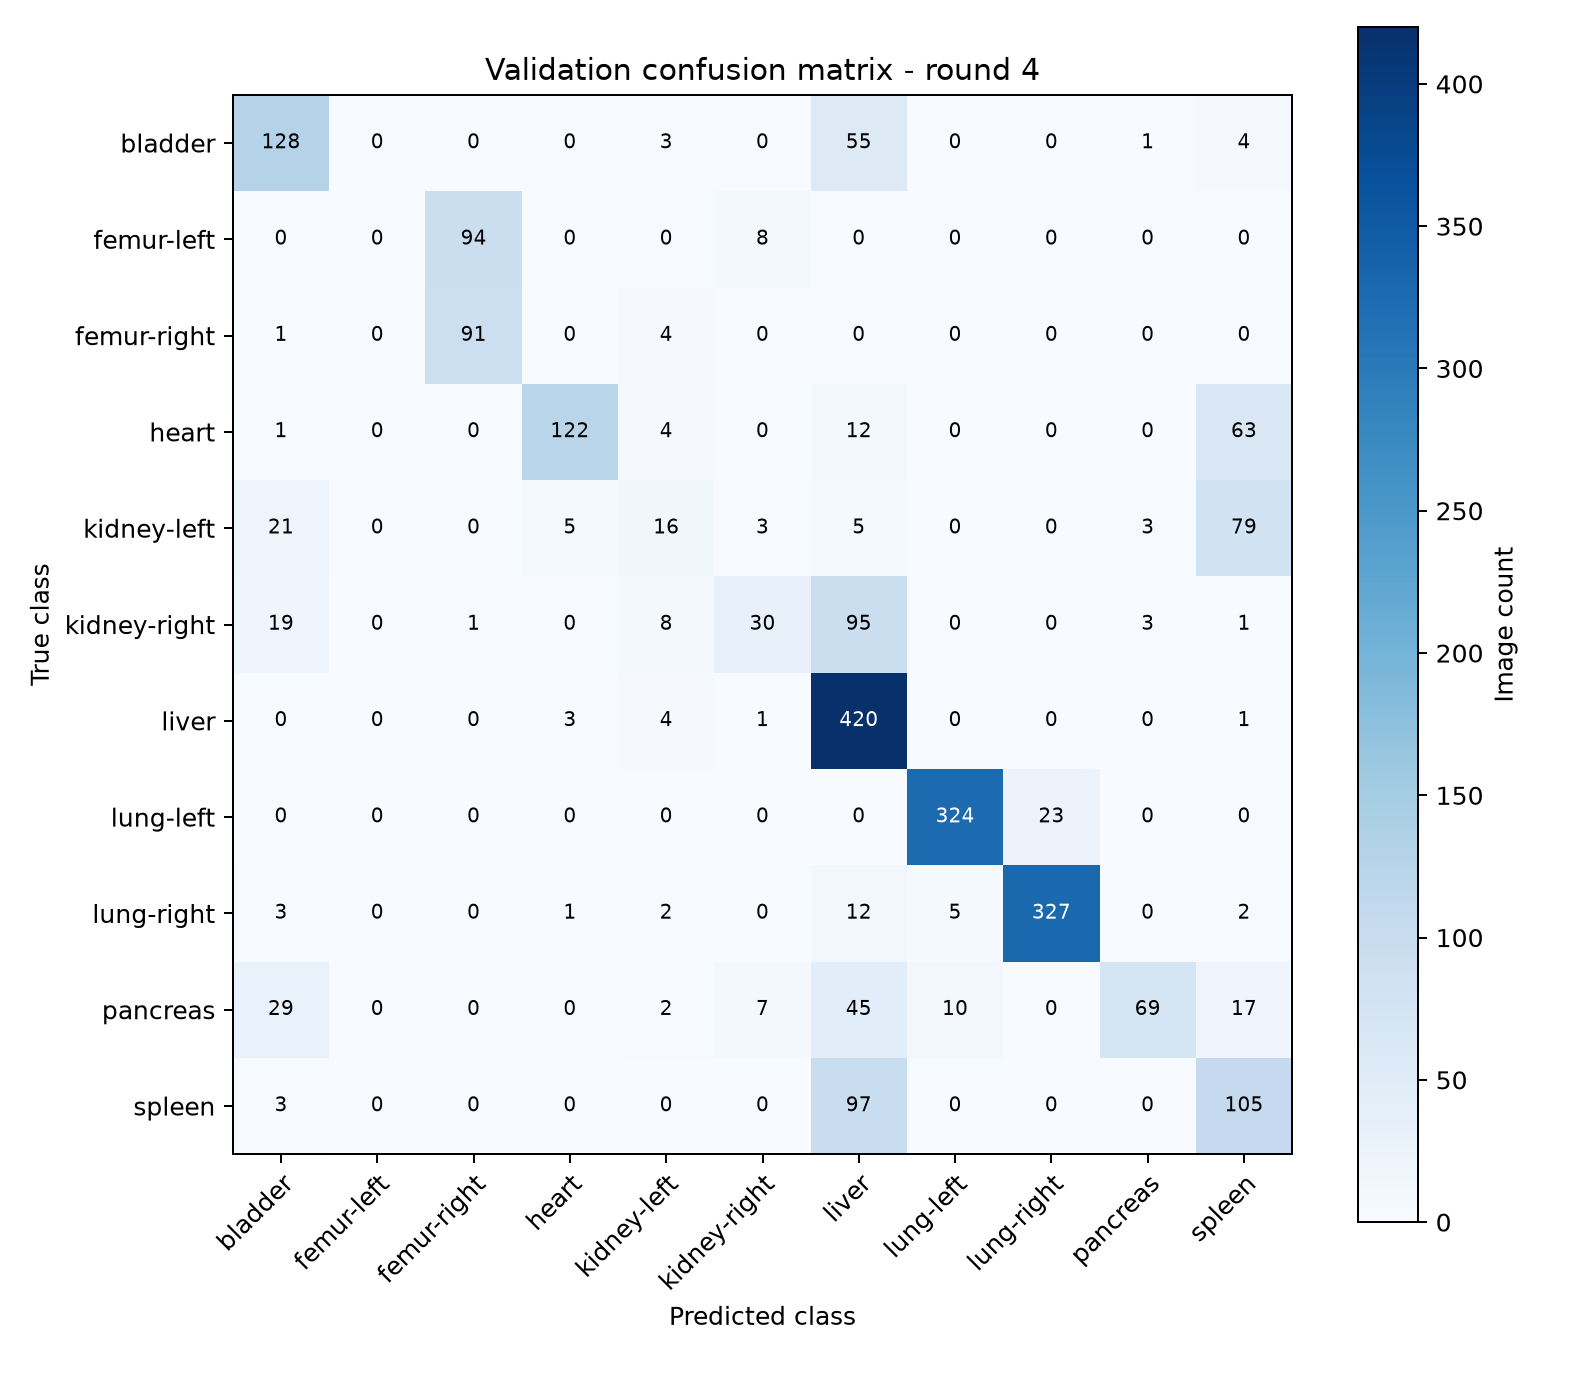 Validation confusion matrix - round 4
bladder 128 0 0 0 3 0 55 0 0 1 4
femur-left 0 0 94 0 0 8 0 0 0 0 0
femur-right 1 0 91 0 4 0 0 0 0 0 0
heart 1 0 0 122 4 0 12 0 0 0 63
kidney-left 21 0 0 5 16 3 5 0 0 3 79
kidney-right 19 0 1 0 8 30 95 0 0 3 1
liver 0 0 0 3 4 1 420 0 0 0 1
lung-left 0 0 0 0 0 0 0 324 23 0 0
lung-right 3 0 0 1 2 0 12 5 327 0 2
pancreas 29 0 0 0 2 7 45 10 0 69 17
spleen 3 0 0 0 0 0 97 0 0 0 105
bladder femur-left femur-right heart kidney-left kidney-right liver lung-left lung-right pancreas spleen
Predicted class
True class
400
350
300
250
200
150
100
50
0
Image count